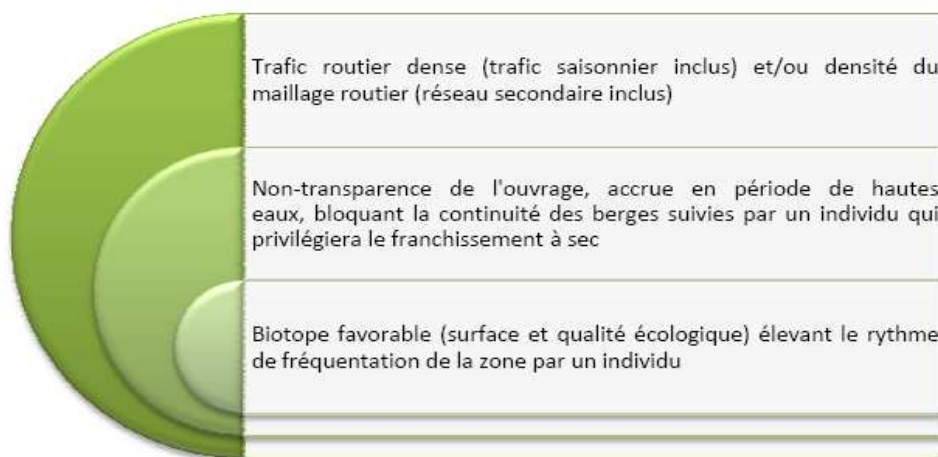 Trafic routier dense (trafic saisonnier inclus) et/ou densité du
maillage routier (réseau secondaire inclus)
Non-transparence de l'ouvrage, accrue en période de hautes
eaux, bloquant la continuité des berges suivies par un individu qui
privilégiera le franchissement à sec
Biotope favorable (surface et qualité écologique) élevant le rythme
de fréquentation de la zone par un individu